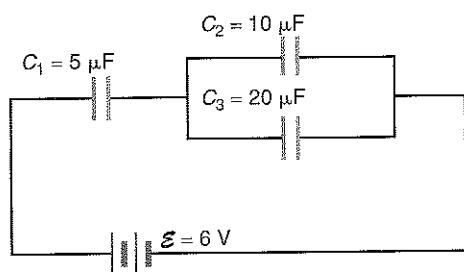 C₂ = 10 μF
C₁ = 5 μF
C₃ = 20 μF
ℰ = 6 V